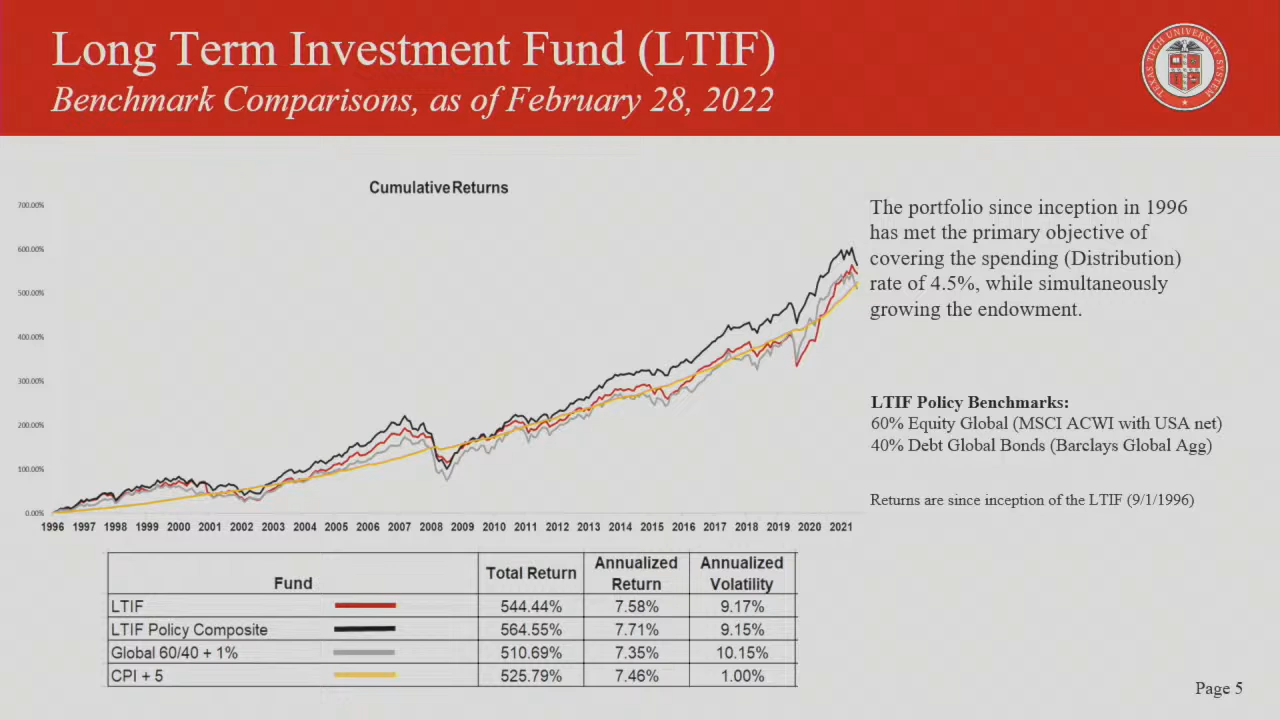 Long Term Investment Fund (LTIF)
Benchmark Comparisons, as of February 28, 2022
TEXAS TECH UNIVERSITY SYSTEM
Cumulative Returns
700.00%
600.00%
500.00%
400.00%
300.00%
200.00%
100.00%
0.00%
1996 1997 1998 1999 2000 2001 2002 2003 2004 2005 2006 2007 2008 2009 2010 2011 2012 2013 2014 2015 2016 2017 2018 2019 2020 2021
The portfolio since inception in 1996
has met the primary objective of
covering the spending (Distribution)
rate of 4.5%, while simultaneously
growing the endowment.
LTIF Policy Benchmarks:
60% Equity Global (MSCI ACWI with USA net)
40% Debt Global Bonds (Barclays Global Agg)
Returns are since inception of the LTIF (9/1/1996)
Fund Total Return Annualized Return Annualized Volatility
LTIF 544.44% 7.58% 9.17%
LTIF Policy Composite 564.55% 7.71% 9.15%
Global 60/40 + 1% 510.69% 7.35% 10.15%
CPI + 5 525.79% 7.46% 1.00%
Page 5